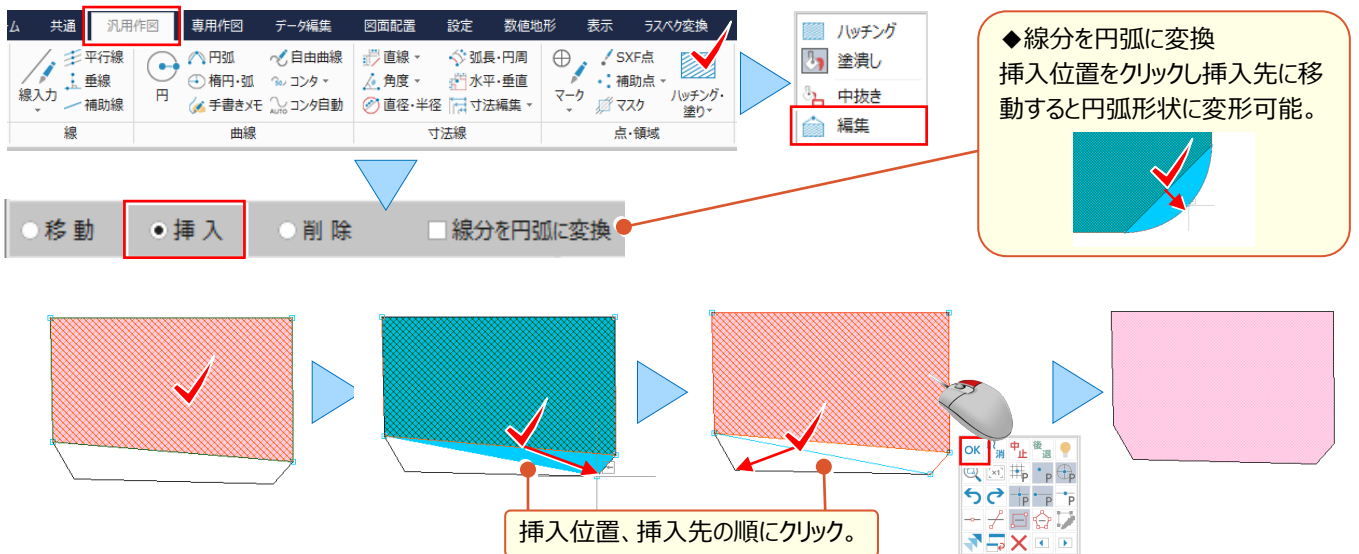 ム 共通 汎用作図 専用作図 データ編集 図面配置 設定 数値地形 表示 ラスベク変換
平行線 円弧 自由曲線 直線 弧長・円周 SXF点
垂線 楕円・弧 コンタ 角度 水平・垂直 補助点
線入力 補助線 円 手書きメモ AUTO コンタ自動 直径・半径 寸法編集 マーク マスク ハッチング・塗り
線 曲線 寸法線 点・領域
ハッチング
塗潰し
中抜き
編集
◆線分を円弧に変換
挿入位置をクリックし挿入先に移
動すると円弧形状に変形可能。
移 動 挿 入 削 除 線分を円弧に変換
挿入位置、挿入先の順にクリック。
OK 消 中止 後退
[×1] P P P
P P P